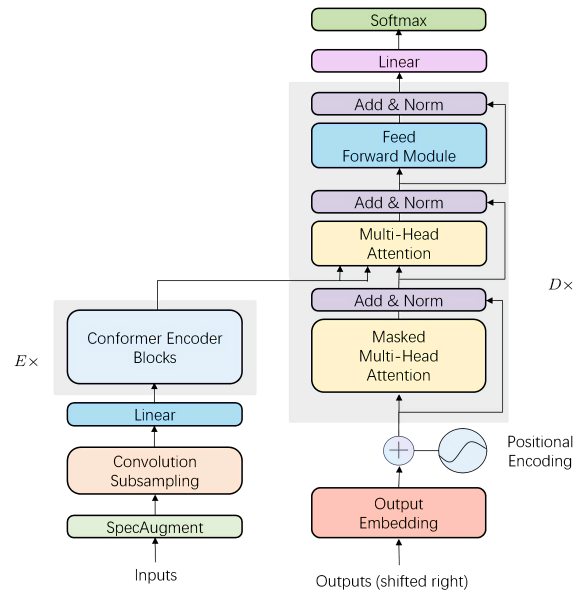 Softmax
Linear
Add & Norm
Feed
Forward Module
Add & Norm
Multi-Head
Attention
D×
Add & Norm
Masked
Multi-Head
Attention
Conformer Encoder
Blocks
E×
Linear
Convolution
Subsampling
SpecAugment
Inputs
Positional
Encoding
Output
Embedding
Outputs (shifted right)